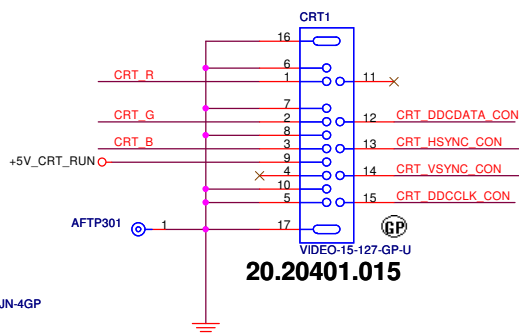 CRT1
16
6
CRT_R 1 11
7
CRT_G 2 12 CRT_DDCDATA_CON
8
CRT_B 3 13 CRT_HSYNC_CON
+5V_CRT_RUN 9
4 14 CRT_VSYNC_CON
10
5 15 CRT_DDCCLK_CON
AFTP301 1 17 GP
VIDEO-15-127-GP-U
20.20401.015
JN-4GP